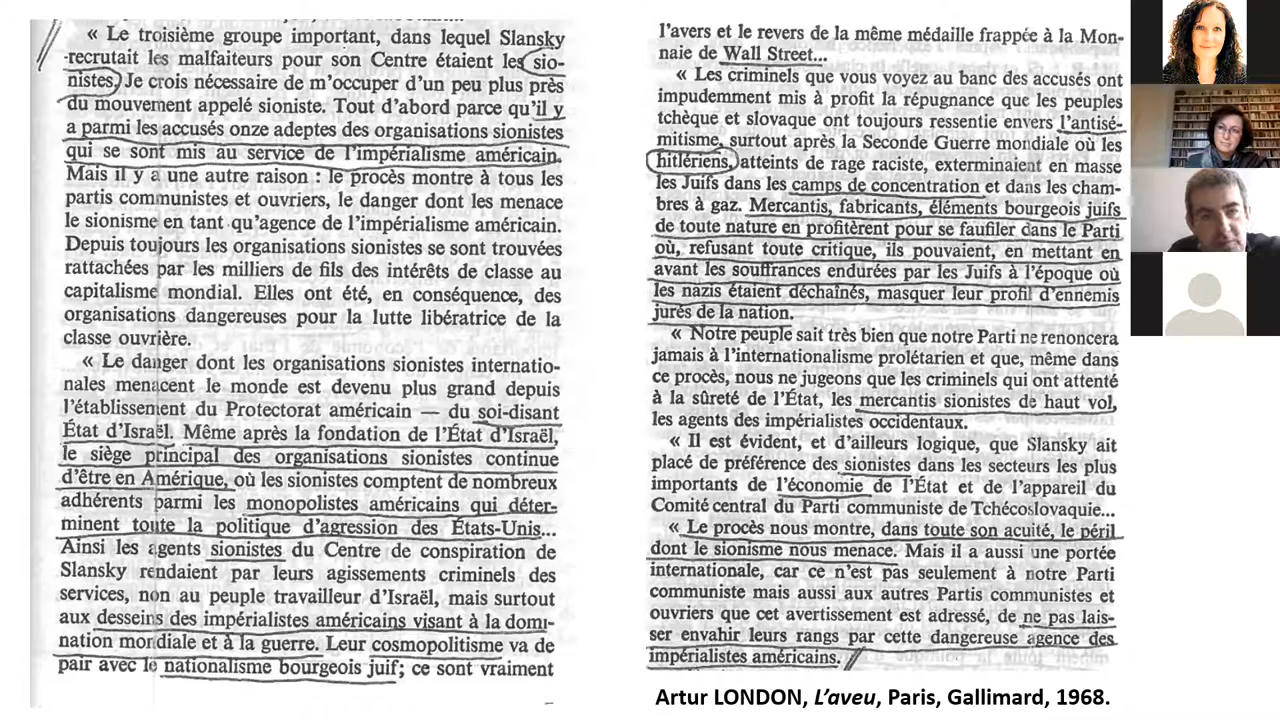 « Le troisième groupe important, dans lequel Slansky
recrutait les malfaiteurs pour son Centre étaient les sio-
nistes. Je crois nécessaire de m'occuper d'un peu plus près
du mouvement appelé sioniste. Tout d'abord parce qu'il y
a parmi les accusés onze adeptes des organisations sionistes
qui se sont mis au service de l'impérialisme américain.
Mais il y a une autre raison : le procès montre à tous les
partis communistes et ouvriers, le danger dont les menace
le sionisme en tant qu'agence de l'impérialisme américain.
Depuis toujours les organisations sionistes se sont trouvées
rattachées par les milliers de fils des intérêts de classe au
capitalisme mondial. Elles ont été, en conséquence, des
organisations dangereuses pour la lutte libératrice de la
classe ouvrière.
« Le danger dont les organisations sionistes internatio-
nales menacent le monde est devenu plus grand depuis
l'établissement du Protectorat américain — du soi-disant
État d'Israël. Même après la fondation de l'État d'Israël,
le siège principal des organisations sionistes continue
d'être en Amérique, où les sionistes comptent de nombreux
adhérents parmi les monopolistes américains qui déter-
minent toute la politique d'agression des États-Unis...
Ainsi les agents sionistes du Centre de conspiration de
Slansky rendaient par leurs agissements criminels des
services, non au peuple travailleur d'Israël, mais surtout
aux desseins des impérialistes américains visant à la domi-
nation mondiale et à la guerre. Leur cosmopolitisme va de
pair avec le nationalisme bourgeois juif; ce sont vraiment
l'avers et le revers de la même médaille frappée à la Mon-
naie de Wall Street...
« Les criminels que vous voyez au banc des accusés ont
impudemment mis à profit la répugnance que les peuples
tchèque et slovaque ont toujours ressentie envers l'antisé-
mitisme, surtout après la Seconde Guerre mondiale où les
hitlériens, atteints de rage raciste, exterminaient en masse
les Juifs dans les camps de concentration et dans les cham-
bres à gaz. Mercantis, fabricants, éléments bourgeois juifs
de toute nature en profitèrent pour se faufiler dans le Parti
où, refusant toute critique, ils pouvaient, en mettant en
avant les souffrances endurées par les Juifs à l'époque où
les nazis étaient déchaînés, masquer leur profil d'ennemis
jurés de la nation.
« Notre peuple sait très bien que notre Parti ne renoncera
jamais à l'internationalisme prolétarien et que, même dans
ce procès, nous ne jugeons que les criminels qui ont attenté
à la sûreté de l'État, les mercantis sionistes de haut vol,
les agents des impérialistes occidentaux.
« Il est évident, et d'ailleurs logique, que Slansky ait
placé de préférence des sionistes dans les secteurs les plus
importants de l'économie de l'État et de l'appareil du
Comité central du Parti communiste de Tchécoslovaquie...
« Le procès nous montre, dans toute son acuité, le péril
dont le sionisme nous menace. Mais il a aussi une portée
internationale, car ce n'est pas seulement à notre Parti
communiste mais aussi aux autres Partis communistes et
ouvriers que cet avertissement est adressé, de ne pas lais-
ser envahir leurs rangs par cette dangereuse agence des
impérialistes américains.
Artur LONDON, L'aveu, Paris, Gallimard, 1968.